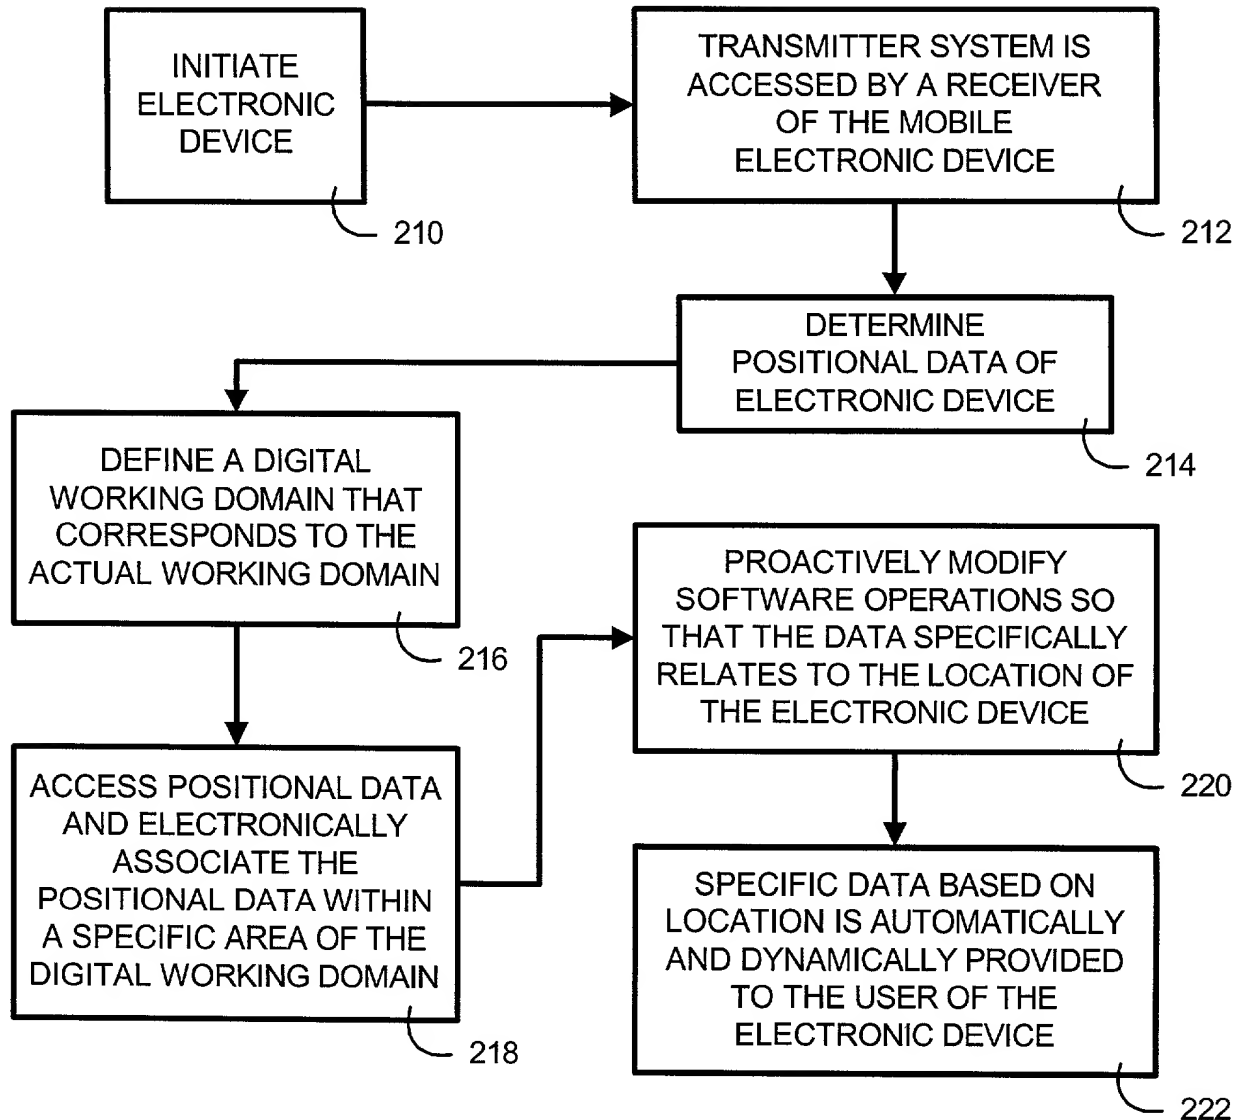 INITIATE
ELECTRONIC
DEVICE
210
TRANSMITTER SYSTEM IS
ACCESSED BY A RECEIVER
OF THE MOBILE
ELECTRONIC DEVICE
212
DETERMINE
POSITIONAL DATA OF
ELECTRONIC DEVICE
214
DEFINE A DIGITAL
WORKING DOMAIN THAT
CORRESPONDS TO THE
ACTUAL WORKING DOMAIN
216
ACCESS POSITIONAL DATA
AND ELECTRONICALLY
ASSOCIATE THE
POSITIONAL DATA WITHIN
A SPECIFIC AREA OF THE
DIGITAL WORKING DOMAIN
218
PROACTIVELY MODIFY
SOFTWARE OPERATIONS SO
THAT THE DATA SPECIFICALLY
RELATES TO THE LOCATION OF
THE ELECTRONIC DEVICE
220
SPECIFIC DATA BASED ON
LOCATION IS AUTOMATICALLY
AND DYNAMICALLY PROVIDED
TO THE USER OF THE
ELECTRONIC DEVICE
222